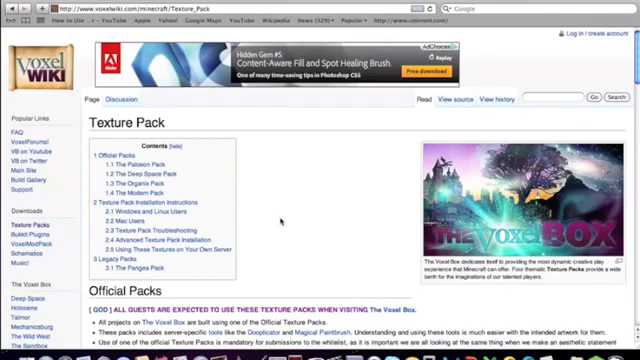 http://www.voxelwiki.com/minecraft/Texture_Pack
Google
Apple
Yahoo!
Google Maps
YouTube
Wikipedia
News (329)
Popular
http://www.utorrent.com/
Log in / create account
Voxel
WIKI
Adobe
Hidden Gem #5:
Content-Aware Fill and Spot Healing Brush.
One of many time-saving tips in Photoshop CS5
AdChoices
Replay
Free download
Page
Discussion
Read
View source
View history
Go
Search
Popular Links
FAQ
VoxelForums!
VB on Youtube
VB on Twitter
Main Site
Build Gallery
Support
Downloads
Texture Packs
Bukkit Plugins
VoxelModPack
Schematics
Music!
The Voxel Box
Deep Space
Holocene
Talmor
Mechanicsburg
The Wild West
Texture Pack
Contents [hide]
1 Official Packs
1.1 The Paleeon Pack
1.2 The Deep Space Pack
1.3 The Organix Pack
1.4 The Modern Pack
2 Texture Pack Installation Instructions
2.1 Windows and Linux Users
2.2 Mac Users
2.3 Texture Pack Troubleshooting
2.4 Advanced Texture Pack Installation
2.5 Using These Textures on Your Own Server
3 Legacy Packs
3.1 The Pangea Pack
THE VOXEL BOX
The Voxel Box dedicates itself to providing the most dynamic creative play
experience that Minecraft can offer. Four thematic Texture Packs provide a wide
berth for the imaginations of our talented players.
Official Packs
[ GOD ] ALL GUESTS ARE EXPECTED TO USE THESE TEXTURE PACKS WHEN VISITING The Voxel Box.
All projects on The Voxel Box are built using one of the Official Texture Packs.
These packs includes server-specific tools like the Dooplicator and Magical Paintbrush. Understanding and using these tools is much easier with the intended artwork for them.
Use of one of the official Texture Packs is mandatory for submissions to the whitelist, as it is important we are all looking at the same thing when we make an aesthetic statement